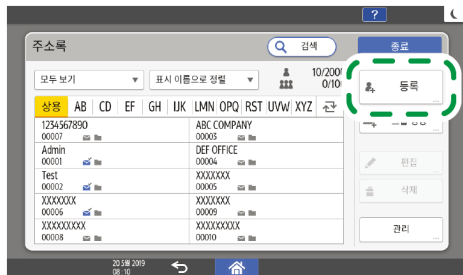 ?
주소록
검색
종료
모두 보기
표시 이름으로 정렬
10/2000
0/100
등록
상용 AB CD EF GH IJK LMN OPQ RST UVW XYZ
1234567890
00007
ABC COMPANY
00003
Admin
00001
DEF OFFICE
00004
Test
00002
XXXXXXX
00005
편집
XXXXXXX
00006
XXXXXXX
00009
삭제
XXXXXXXXX
00008
XXXXXXXXX
00010
관리
20 5월 2019
08 : 10